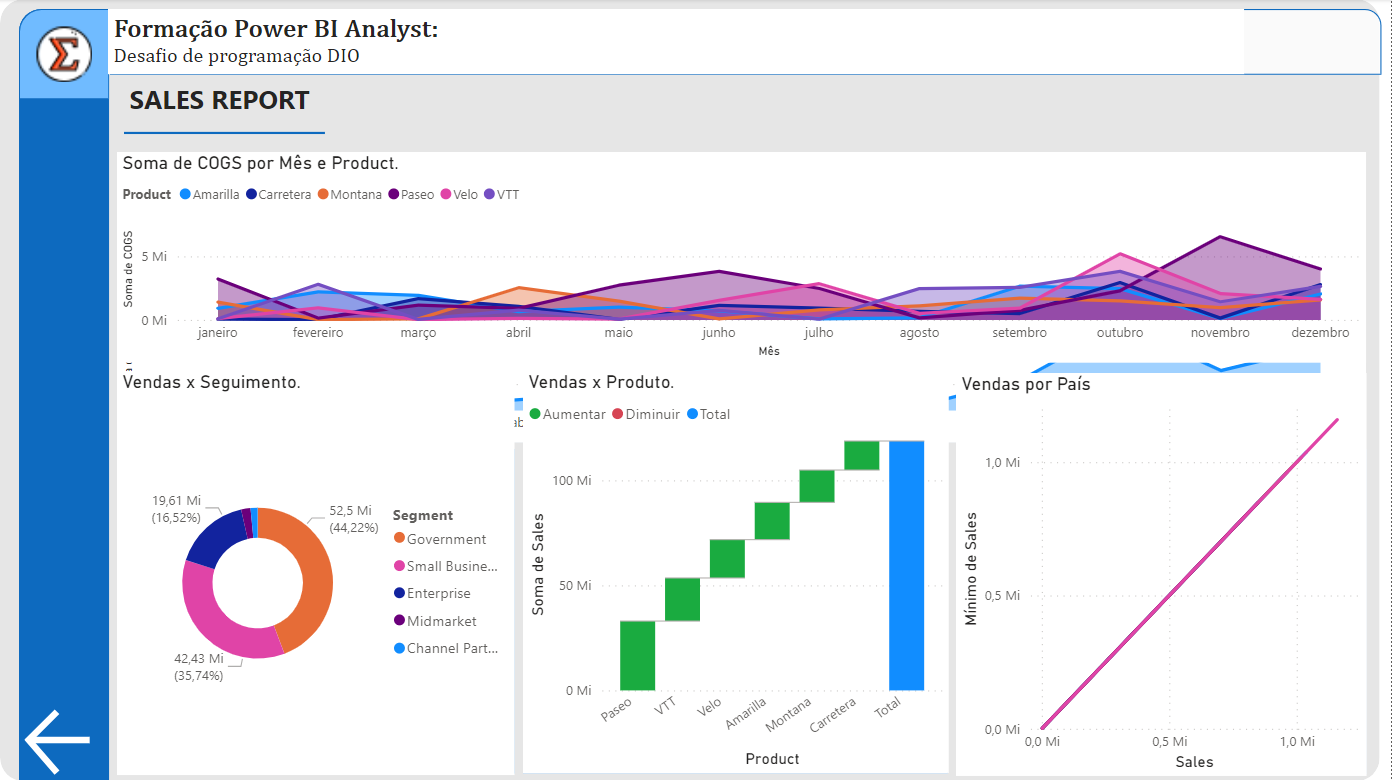 Σ
Formação Power BI Analyst:
Desafio de programação DIO
SALES REPORT
Soma de COGS por Mês e Product.
Product Amarilla Carretera Montana Paseo Velo VTT
Soma de COGS
5 Mi
0 Mi
janeiro fevereiro março abril maio junho julho agosto setembro outubro novembro dezembro
Mês
Vendas x Seguimento.
19,61 Mi
(16,52%)
52,5 Mi
(44,22%)
42,43 Mi
(35,74%)
Segment
Government
Small Busine...
Enterprise
Midmarket
Channel Part...
ab
Vendas x Produto.
Aumentar Diminuir Total
Soma de Sales
100 Mi
50 Mi
0 Mi
Paseo VTT Velo Amarilla Montana Carretera Total
Product
Vendas por País
Mínimo de Sales
1,0 Mi
0,5 Mi
0,0 Mi
0,0 Mi 0,5 Mi 1,0 Mi
Sales